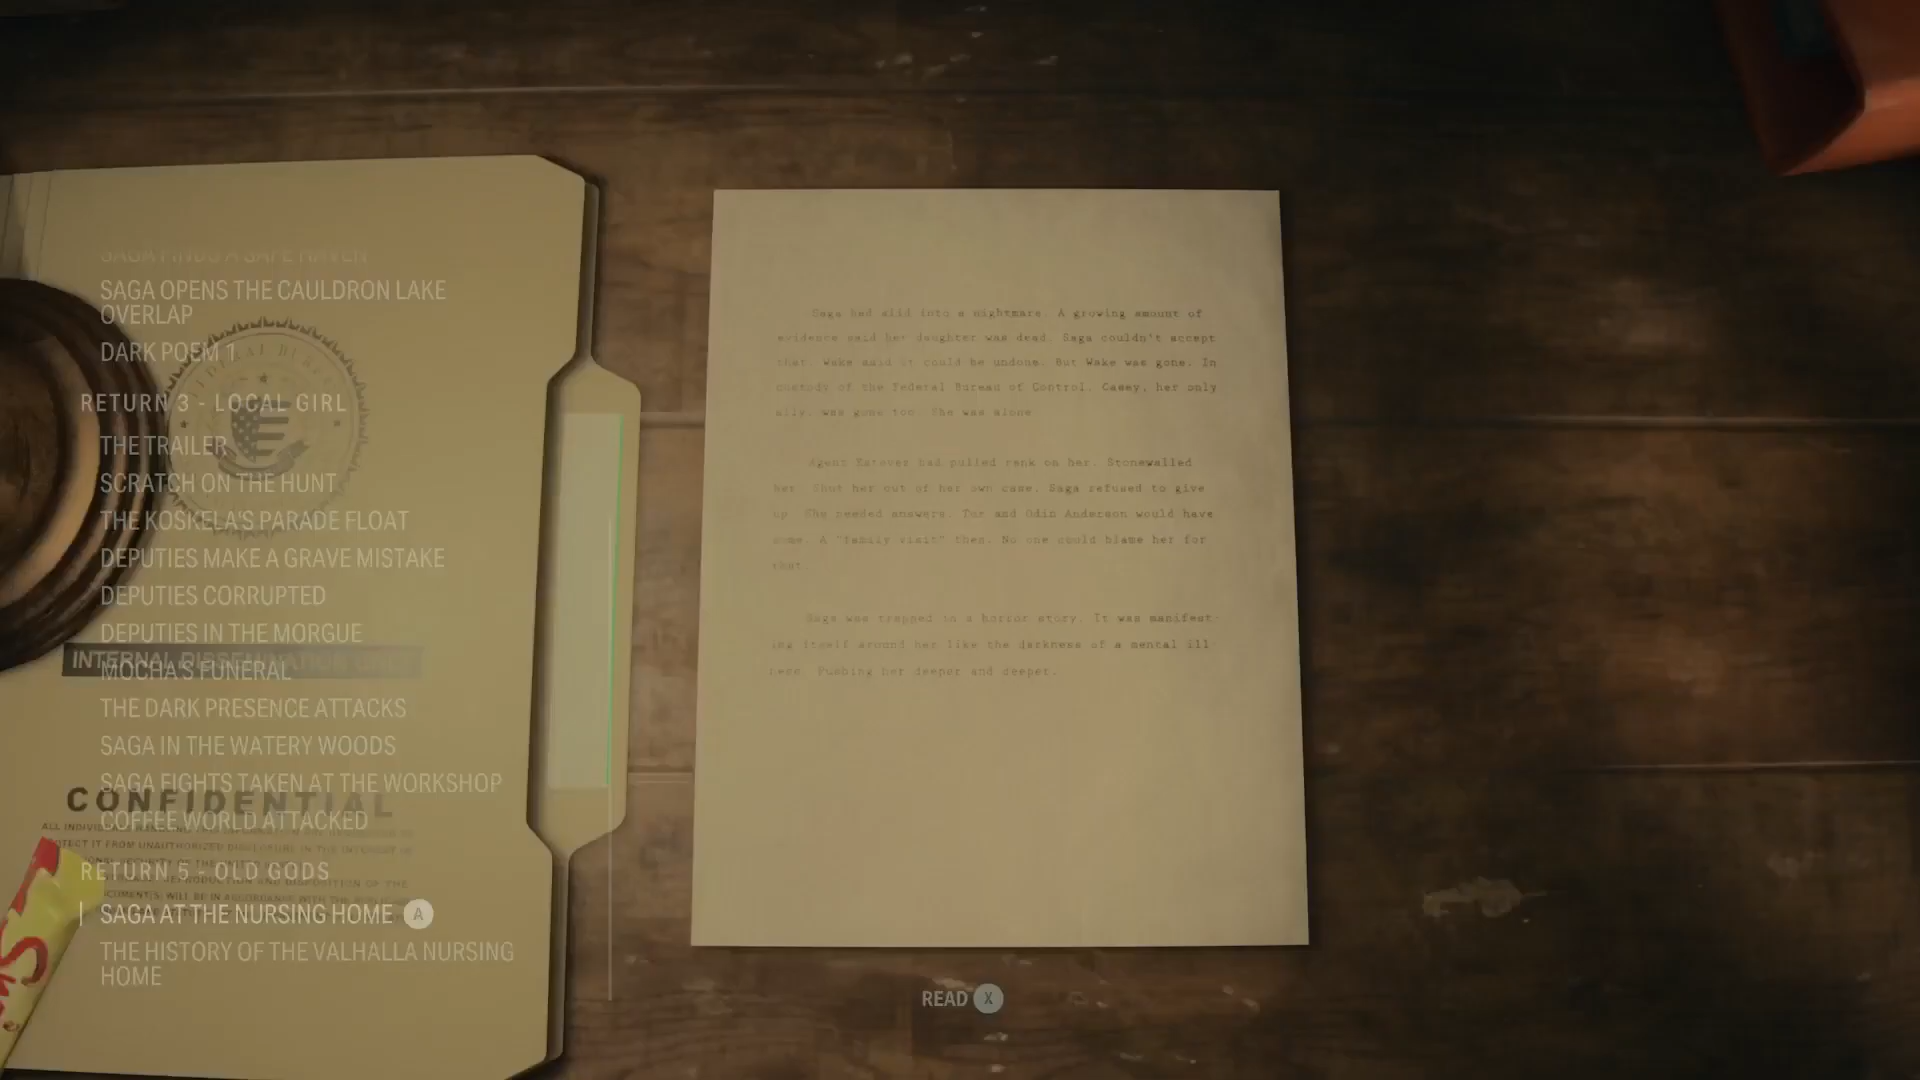 SAGA FINDS A SAFE HAVEN
SAGA OPENS THE CAULDRON LAKE
OVERLAP
DARK POEM 1
RETURN 3 - LOCAL GIRL
THE TRAILER
SCRATCH ON THE HUNT
THE KOSKELA'S PARADE FLOAT
DEPUTIES MAKE A GRAVE MISTAKE
DEPUTIES CORRUPTED
DEPUTIES IN THE MORGUE
INTERNAL DISSEMINATION ONLY
MOCHA'S FUNERAL
THE DARK PRESENCE ATTACKS
SAGA IN THE WATERY WOODS
SAGA FIGHTS TAKEN AT THE WORKSHOP
CONFIDENTIAL
COFFEE WORLD ATTACKED
RETURN 5 - OLD GODS
SAGA AT THE NURSING HOME A
THE HISTORY OF THE VALHALLA NURSING
HOME
Saga had slid into a nightmare. A growing amount of
evidence said her daughter was dead. Saga couldn't accept
that. Wake said it could be undone. But Wake was gone. In
custody of the Federal Bureau of Control. Casey, her only
ally, was gone too. She was alone.
Agent Estevez had pulled rank on her. Stonewalled
her. Shut her out of her own case. Saga refused to give
up. She needed answers. Tor and Odin Anderson would have
some. A "family visit" then. No one could blame her for
that.
Saga was trapped in a horror story. It was manifest-
ing itself around her like the darkness of a mental ill
ness. Pushing her deeper and deeper.
READ X